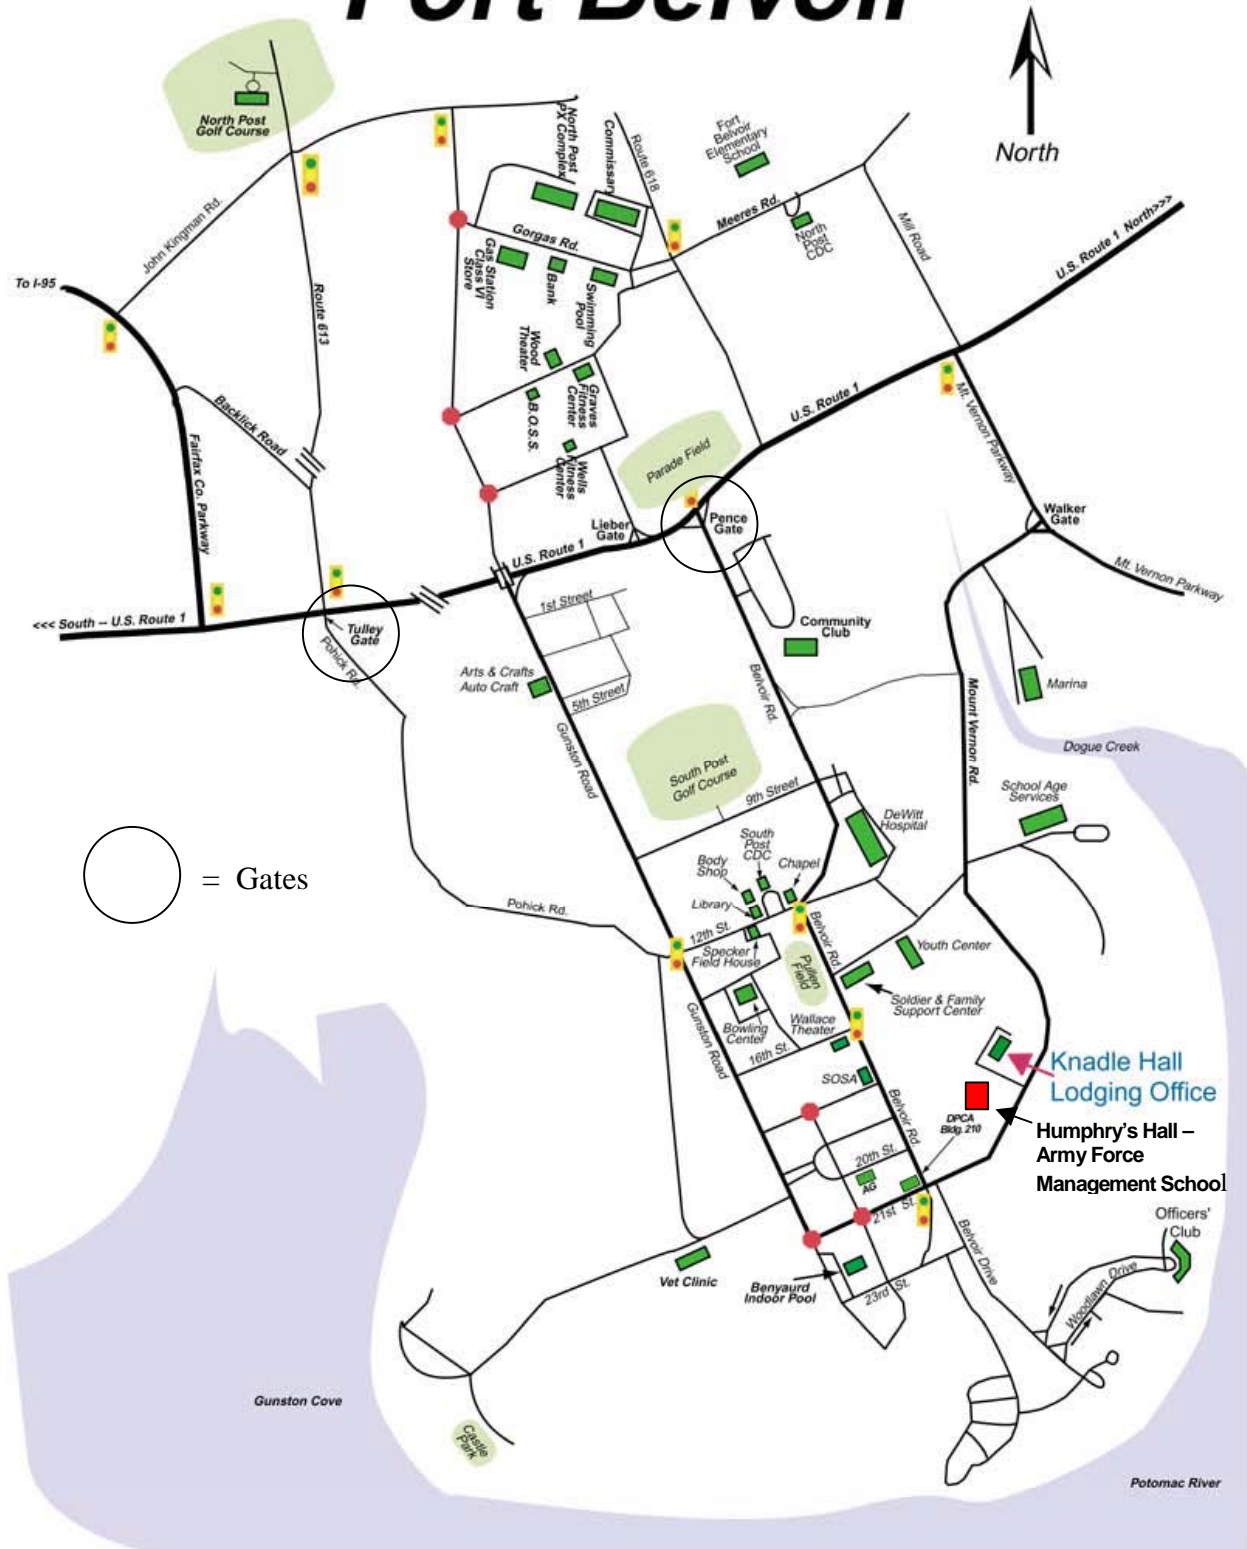 Fort Belvoir
North
North Post
Golf Course
North Post
PX Complex
Commissary
Route 618
Fort
Belvoir
Elementary
School
Meeres Rd.
North
Post
CDC
Mill Road
U.S. Route 1 North>>>
John Kingman Rd.
To I-95
Route 613
Gorgas Rd.
Gas Station
Class VI
Store
Bank
Swimming
Pool
Wood
Theater
Graves
Fitness
Center
B.O.S.S.
Wells
Fitness
Center
Backlick Road
Fairfax Co. Parkway
Parade Field
U.S. Route 1
Mt. Vernon Parkway
Lieber
Gate
Pence
Gate
Walker
Gate
Mt. Vernon Parkway
U.S. Route 1
<<< South -- U.S. Route 1
Tulley
Gate
Pohick Rd.
1st Street
5th Street
Arts & Crafts
Auto Craft
Gunston Road
Community
Club
Belvoir Rd.
Marina
Mount Vernon Rd.
Dogue Creek
South Post
Golf Course
9th Street
School Age
Services
DeWitt
Hospital
= Gates
South
Post
CDC
Body
Shop
Chapel
Library
Pohick Rd.
12th St.
Specker
Field House
Pullen
Field
Belvoir Rd.
Youth Center
Soldier & Family
Support Center
Bowling
Center
Wallace
Theater
Gunston Road
16th St.
SOSA
Belvoir Rd.
Knadle Hall
Lodging Office
DPCA
Bldg. 210
Humphry's Hall –
Army Force
Management School
20th St.
AG
21st St.
Officers'
Club
Belvoir Drive
Woodlawn Drive
Vet Clinic
Benyaurd
Indoor Pool
23rd St.
Gunston Cove
Castle
Park
Potomac River